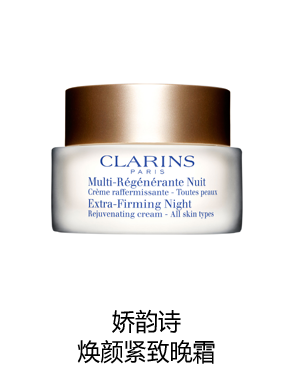 CLARINS
PARIS
Multi-Régénérante Nuit
Crème raffermissante - Toutes peaux
Extra-Firming Night
Rejuvenating cream - All skin types
娇韵诗
焕颜紧致晚霜